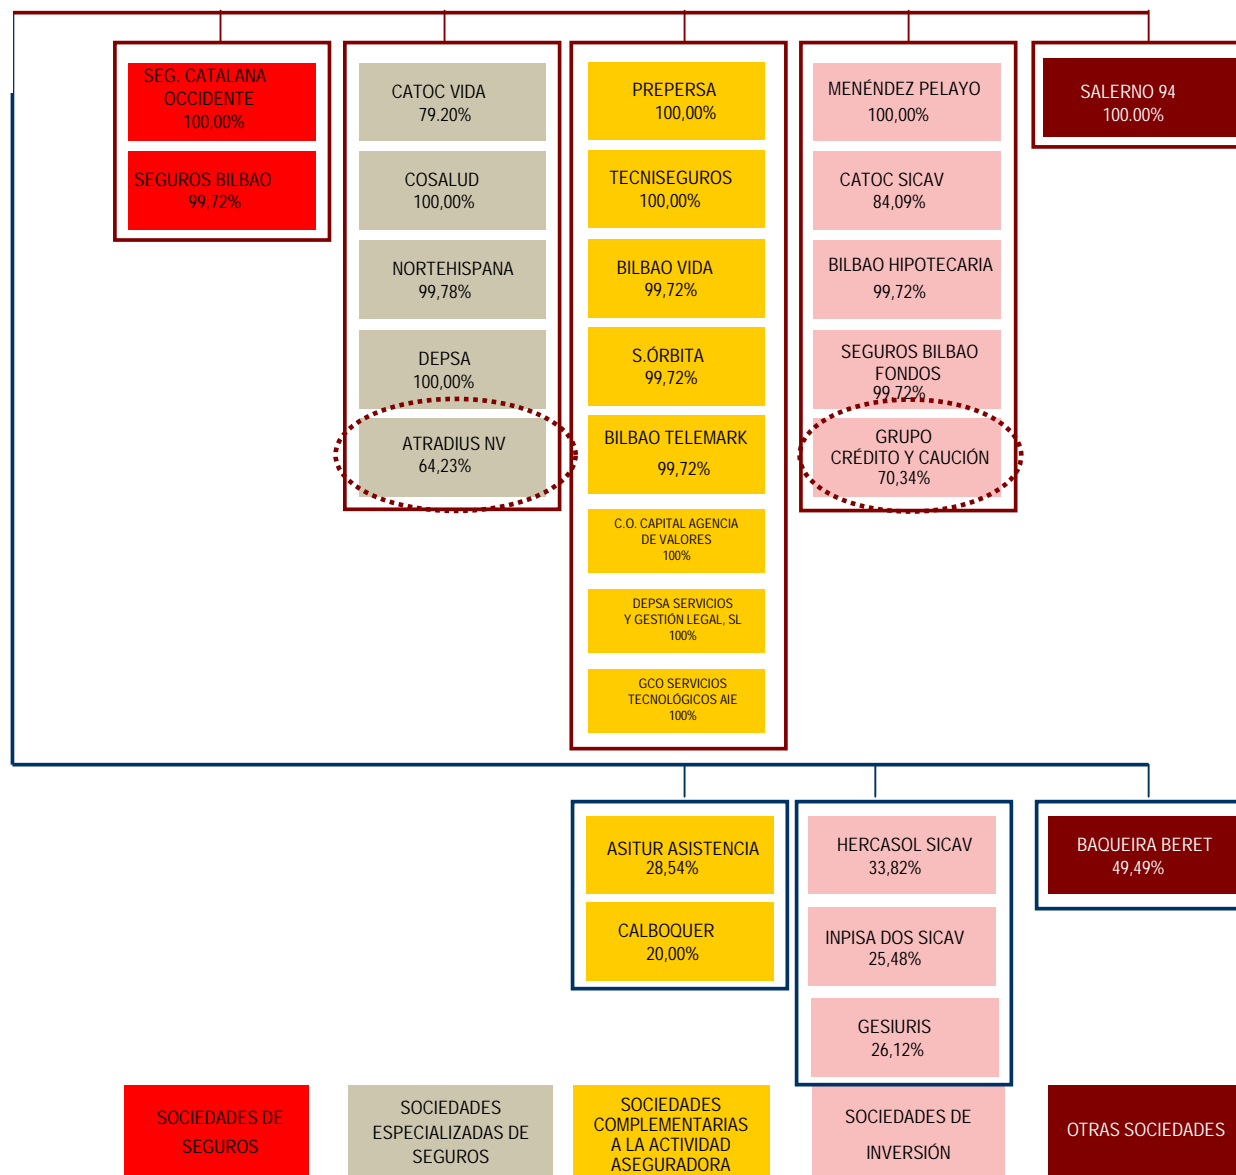 SEG. CATALANA
OCCIDENTE
100,00%
SEGUROS BILBAO
99,72%
CATOC VIDA
79.20%
COSALUD
100,00%
NORTEHISPANA
99,78%
DEPSA
100,00%
ATRADIUS NV
64,23%
PREPERSA
100,00%
TECNISEGUROS
100,00%
BILBAO VIDA
99,72%
S.ÓRBITA
99,72%
BILBAO TELEMARK
99,72%
C.O. CAPITAL AGENCIA
DE VALORES
100%
DEPSA SERVICIOS
Y GESTIÓN LEGAL, SL
100%
GCO SERVICIOS
TECNOLÓGICOS AIE
100%
MENÉNDEZ PELAYO
100,00%
CATOC SICAV
84,09%
BILBAO HIPOTECARIA
99,72%
SEGUROS BILBAO
FONDOS
99,72%
GRUPO
CRÉDITO Y CAUCIÓN
70,34%
SALERNO 94
100.00%
ASITUR ASISTENCIA
28,54%
CALBOQUER
20,00%
HERCASOL SICAV
33,82%
INPISA DOS SICAV
25,48%
GESIURIS
26,12%
BAQUEIRA BERET
49,49%
SOCIEDADES DE
SEGUROS
SOCIEDADES
ESPECIALIZADAS DE
SEGUROS
SOCIEDADES
COMPLEMENTARIAS
A LA ACTIVIDAD
ASEGURADORA
SOCIEDADES DE
INVERSIÓN
OTRAS SOCIEDADES